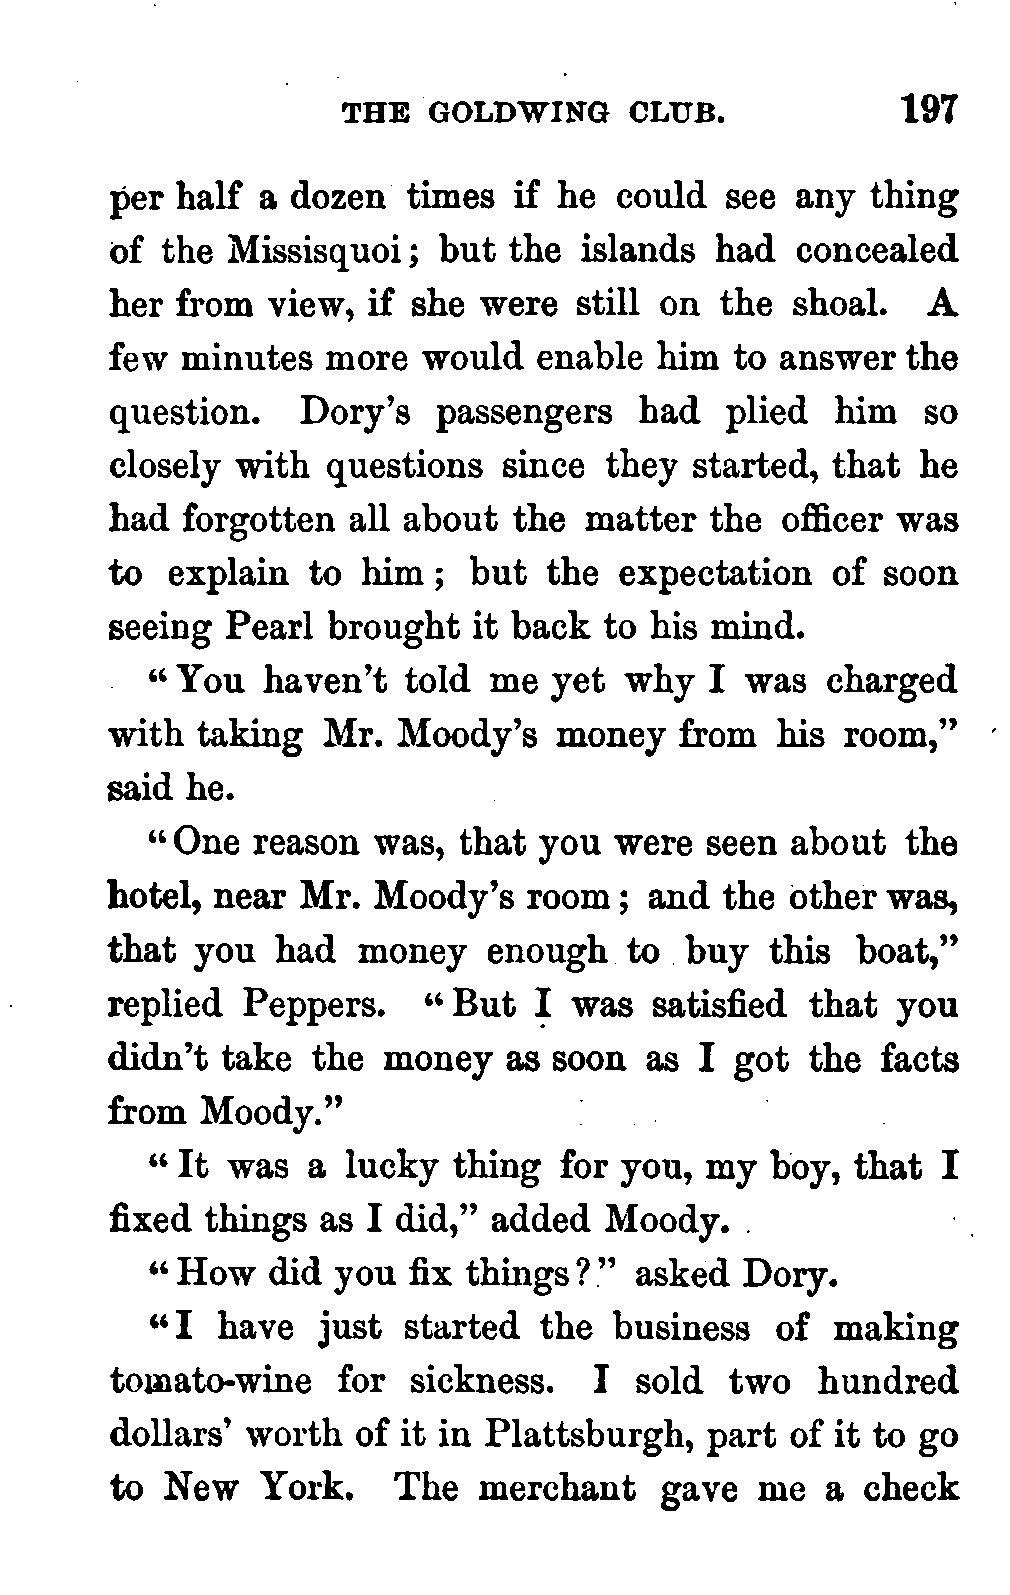 THE GOLDWING CLUB. 197
per half a dozen times if he could see any thing
of the Missisquoi; but the islands had concealed
her from view, if she were still on the shoal. A
few minutes more would enable him to answer the
question. Dory's passengers had plied him so
closely with questions since they started, that he
had forgotten all about the matter the officer was
to explain to him; but the expectation of soon
seeing Pearl brought it back to his mind.
"You haven't told me yet why I was charged
with taking Mr. Moody's money from his room,"
said he.
"One reason was, that you were seen about the
hotel, near Mr. Moody's room; and the other was,
that you had money enough to buy this boat,"
replied Peppers. "But I was satisfied that you
didn't take the money as soon as I got the facts
from Moody."
"It was a lucky thing for you, my boy, that I
fixed things as I did," added Moody.
"How did you fix things?" asked Dory.
"I have just started the business of making
tomato-wine for sickness. I sold two hundred
dollars' worth of it in Plattsburgh, part of it to go
to New York. The merchant gave me a check